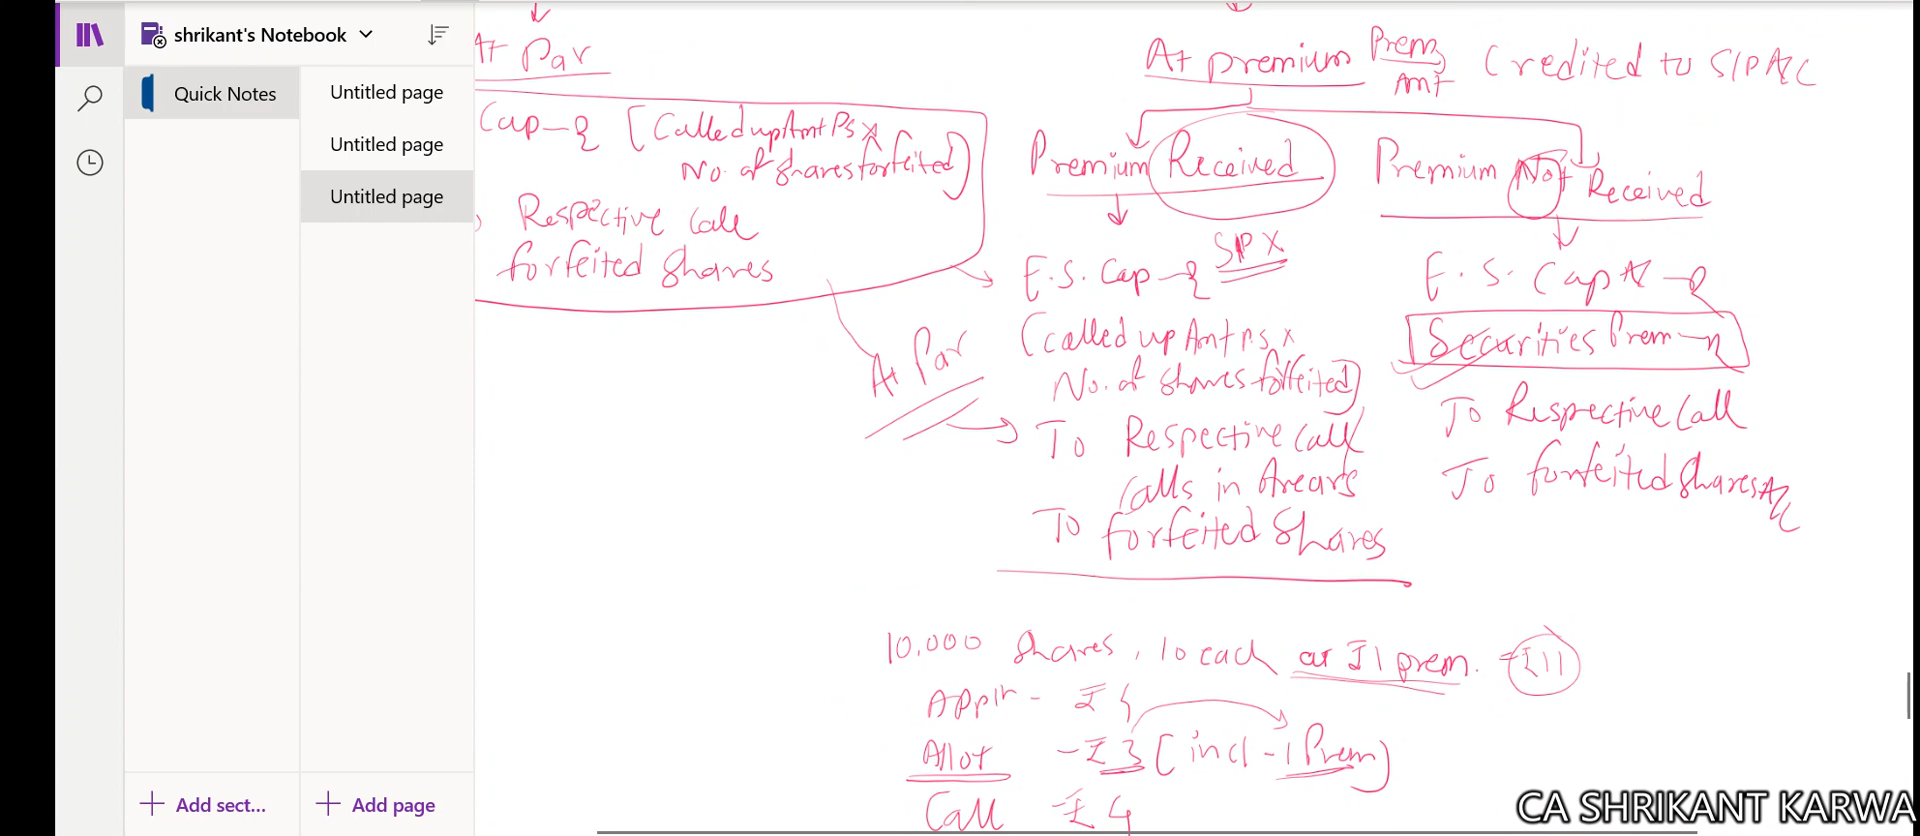 shrikant's Notebook
Quick Notes
Untitled page
Untitled page
Untitled page
Add sect...
Add page
At Par
Cap - [Called up Amt Ps x
No. of shares forfeited]
Respective Call
forfeited shares
At Par
At premium Prem Amt Credited to S/P A/C
Premium Received
SP X
E.S. Cap -
(Called up Amt P.s x
No. of shares forfeited)
To Respective Call
Calls in Arears
To Forfeited Shares
Premium Not Received
E.S. Cap
Securities Prem -
To Respective Call
To forfeited shares A/c
10,000 shares, 10 each at ₹1 prem. = ₹11
Appln - ₹ 4
Allot - ₹ 3 [incl - 1 Prem)
Call - ₹ 4
CA SHRIKANT KARWA